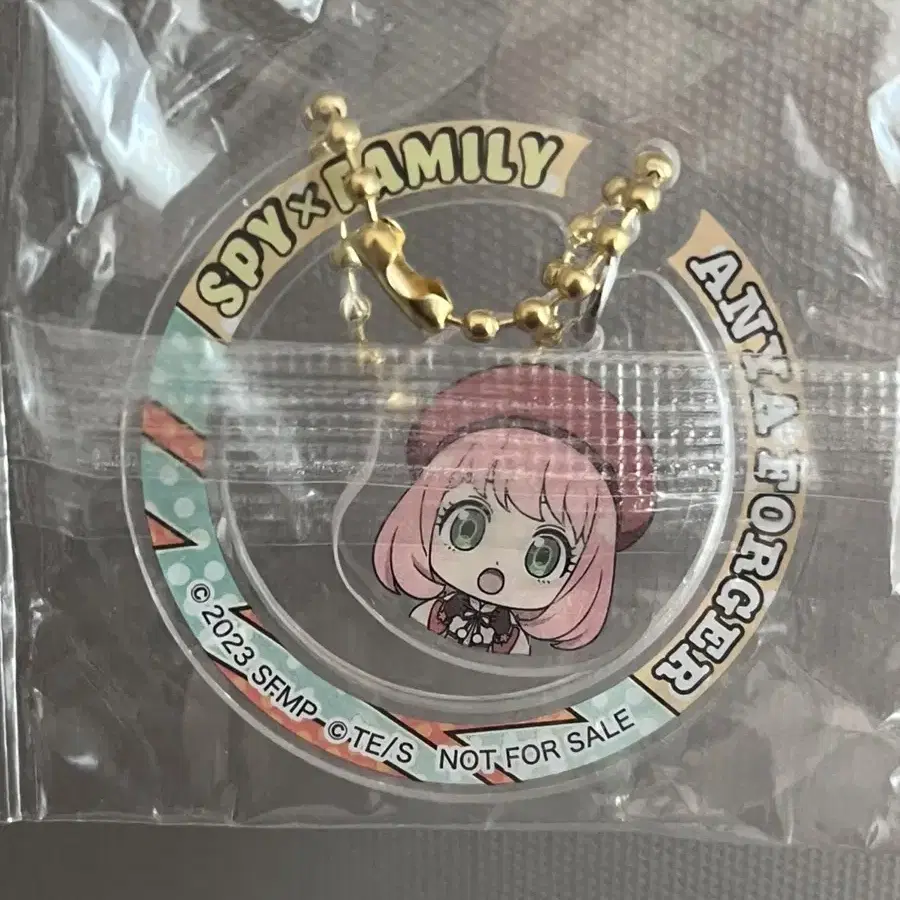 SPY×FAMILY
ANYA FORGER
©2023 SFMP ©TE/S NOT FOR SALE